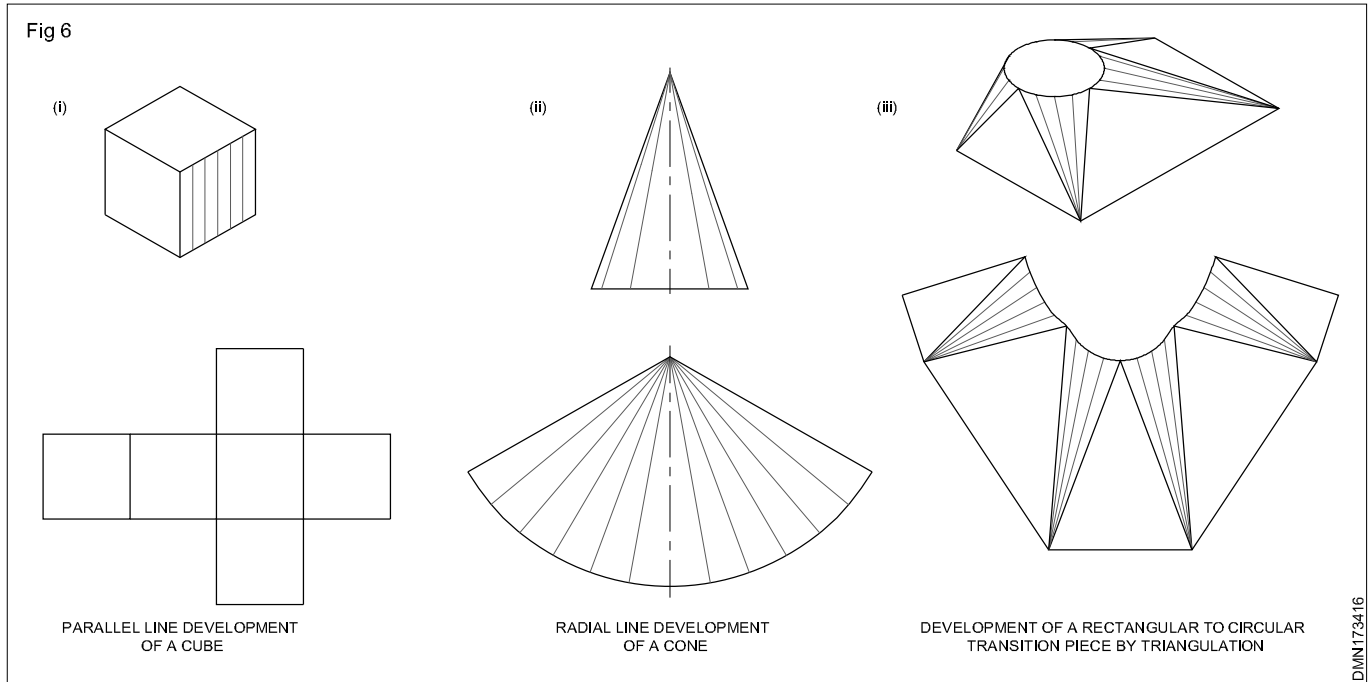 Fig 6
(i)
(ii)
(iii)
PARALLEL LINE DEVELOPMENT
OF A CUBE
RADIAL LINE DEVELOPMENT
OF A CONE
DEVELOPMENT OF A RECTANGULAR TO CIRCULAR
TRANSITION PIECE BY TRIANGULATION
DMN173416